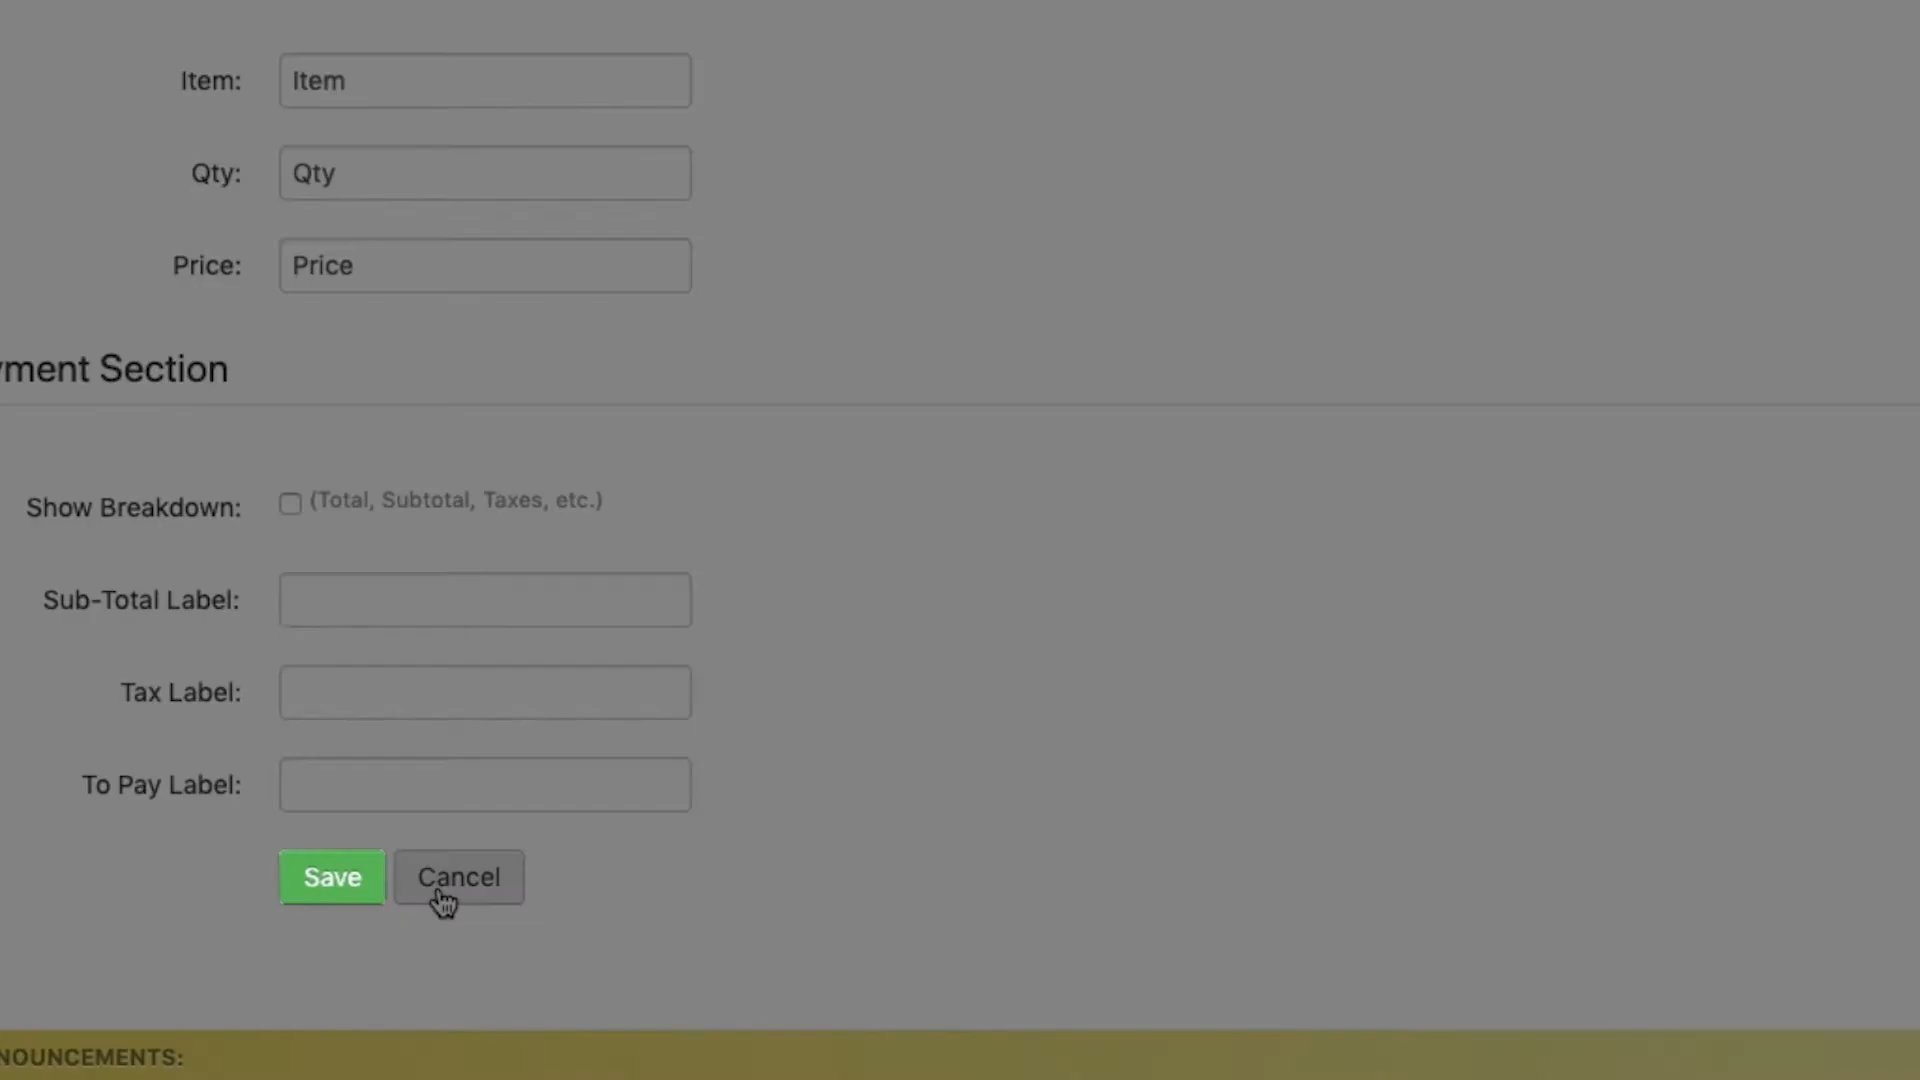 Item: Item
Qty: Qty
Price: Price
yment Section
Show Breakdown: (Total, Subtotal, Taxes, etc.)
Sub-Total Label:
Tax Label:
To Pay Label:
Save Cancel
NOUNCEMENTS: